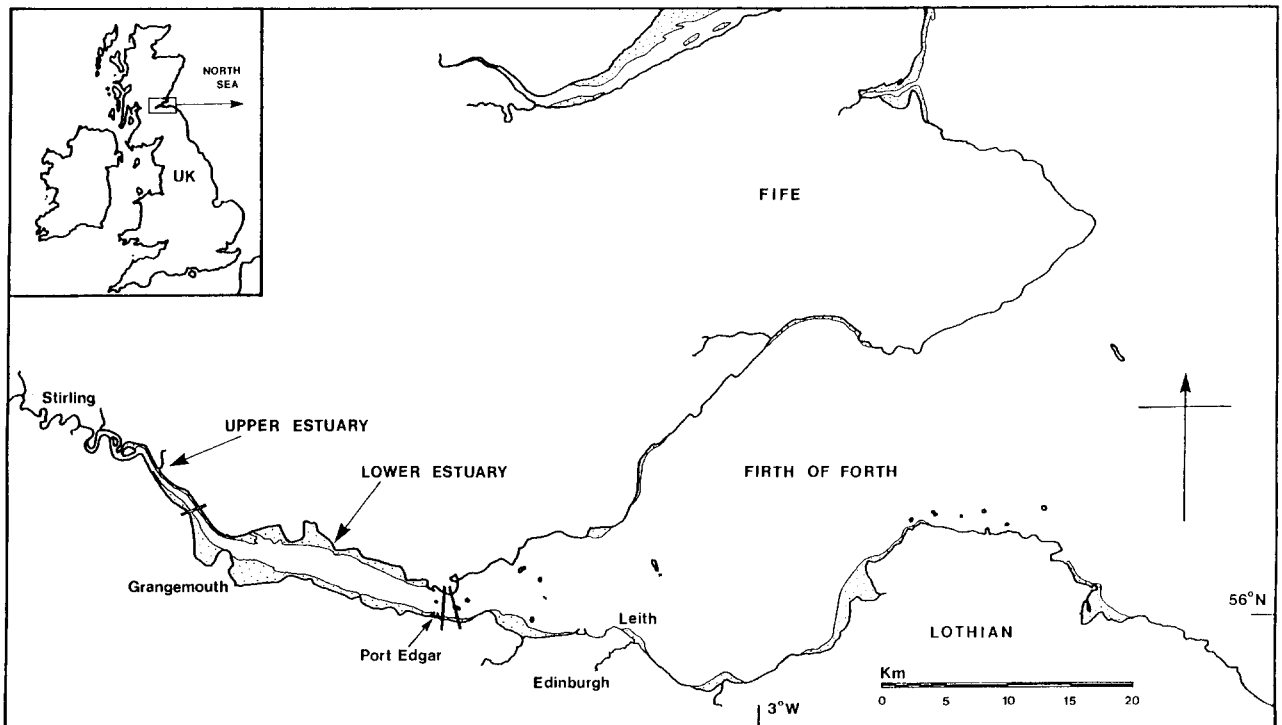 NORTH
SEA
UK
FIFE
Stirling
UPPER ESTUARY
LOWER ESTUARY
FIRTH OF FORTH
Grangemouth
Port Edgar
Leith
Edinburgh
LOTHIAN
56°N
Km
0 5 10 15 20
3°W